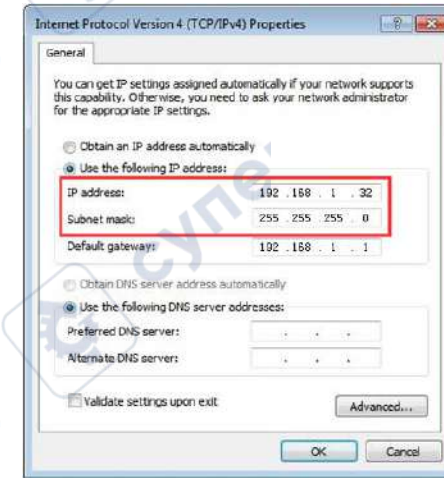 Internet Protocol Version 4 (TCP/IPv4) Properties
General
You can get IP settings assigned automatically if your network supports
this capability. Otherwise, you need to ask your network administrator
for the appropriate IP settings.
Obtain an IP address automatically
Use the following IP address:
IP address: 192 . 168 . 1 . 32
Subnet mask: 255 . 255 . 255 . 0
Default gateway: 192 . 168 . 1 . 1
Obtain DNS server address automatically
Use the following DNS server addresses:
Preferred DNS server: . . .
Alternate DNS server: . . .
Validate settings upon exit
Advanced...
OK Cancel
супер